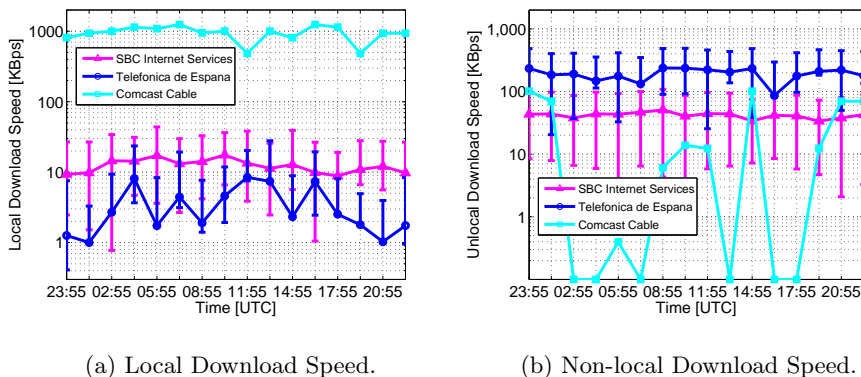 1000
100
10
1
Local Download Speed [KBps]
SBC Internet Services
Telefonica de Espana
Comcast Cable
23:55 02:55 05:55 08:55 11:55 14:55 17:55 20:55
Time [UTC]
(a) Local Download Speed.
1,000
100
10
1
Unlocal Download Speed [KBps]
SBC Internet Services
Telefonica de Espana
Comcast Cable
23:55 02:55 05:55 08:55 11:55 14:55 17:55 20:55
Time [UTC]
(b) Non-local Download Speed.